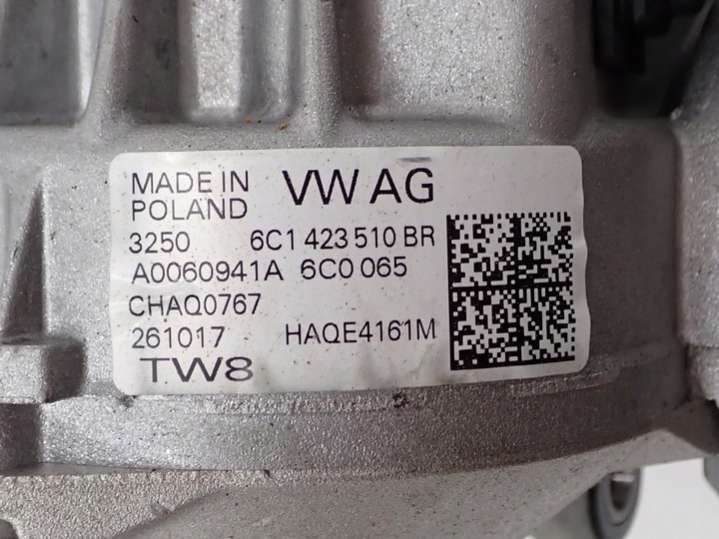 MADE IN VW AG
POLAND
3250 6C1 423 510 BR
A0060941A 6C0 065
CHAQ0767
261017 HAQE4161M
TW8